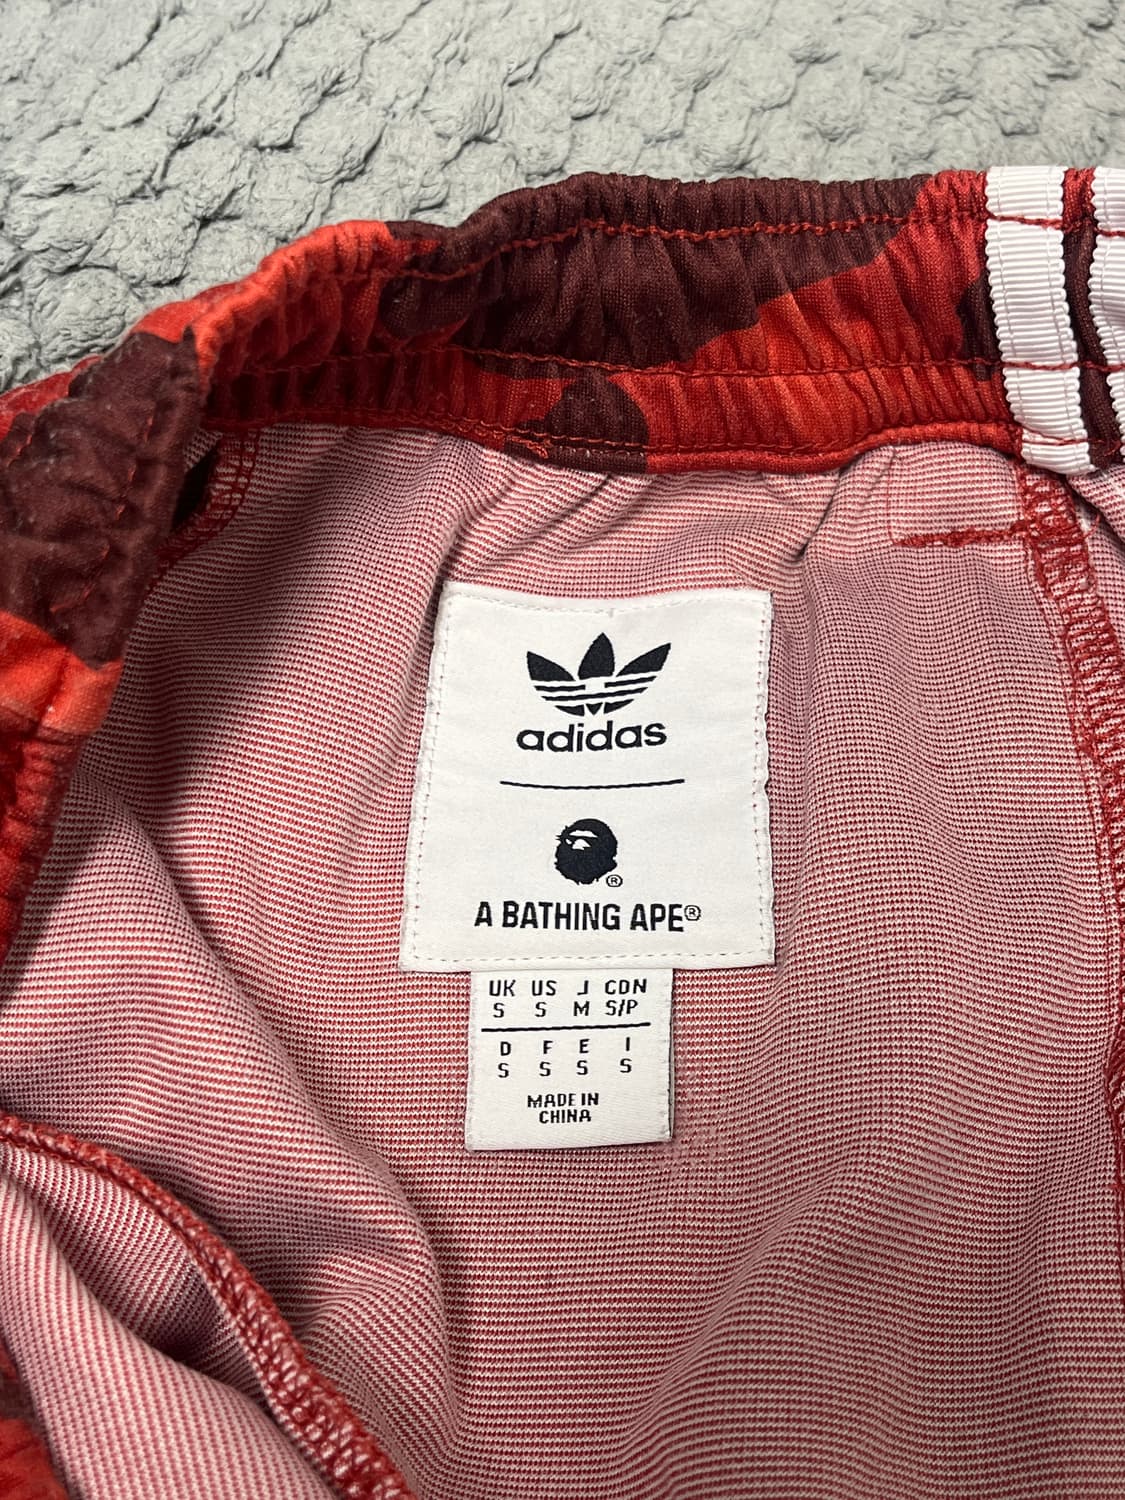 adidas
®
A BATHING APE®
UK US J CDN
S S M S/P
D F E I
S S S S
MADE IN
CHINA